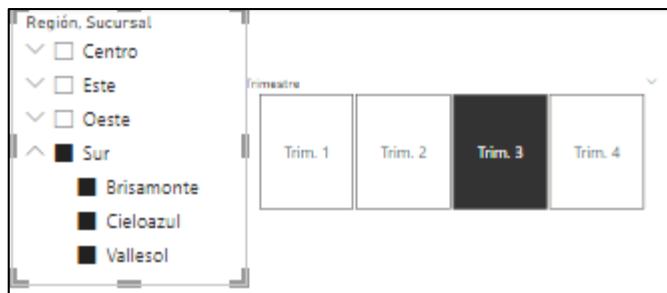 Región, Sucursal
Centro
Este
Oeste
Sur
Brisamonte
Cieloazul
Vallesol
Trimestre
Trim. 1
Trim. 2
Trim. 3
Trim. 4